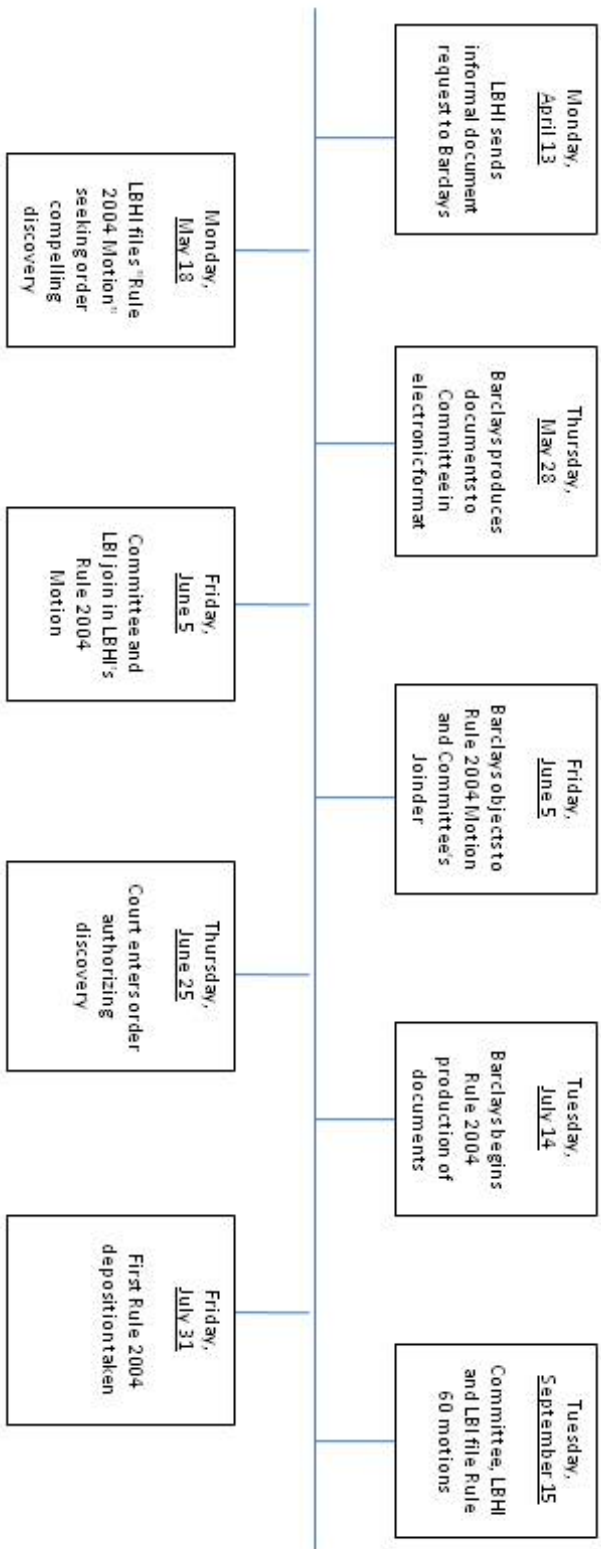 Monday,
April 13
LBHI sends
informal document
request to Barclays
Monday,
May 18
LBHI files "Rule
2004 Motion"
seeking order
compelling
discovery
Thursday,
May 28
Barclays produces
documents to
Committee in
electronic format
Friday,
June 5
Committee and
LBI join in LBHI's
Rule 2004
Motion
Friday,
June 5
Barclays objects to
Rule 2004 Motion
and Committee's
Joinder
Thursday,
June 25
Court enters order
authorizing
discovery
Tuesday,
July 14
Barclays begins
Rule 2004
production of
documents
Friday,
July 31
First Rule 2004
deposition taken
Tuesday,
September 15
Committee, LBHI
and LBI file Rule
60 motions